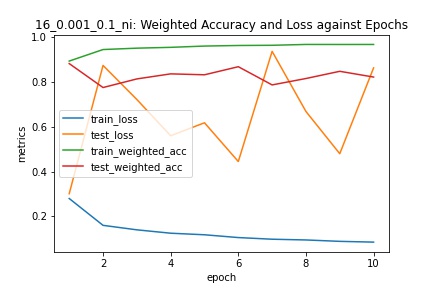 16_0.001_0.1_ni: Weighted Accuracy and Loss against Epochs
1.0
0.8
0.6
0.4
0.2
metrics
train_loss
test_loss
train_weighted_acc
test_weighted_acc
2 4 6 8 10
epoch